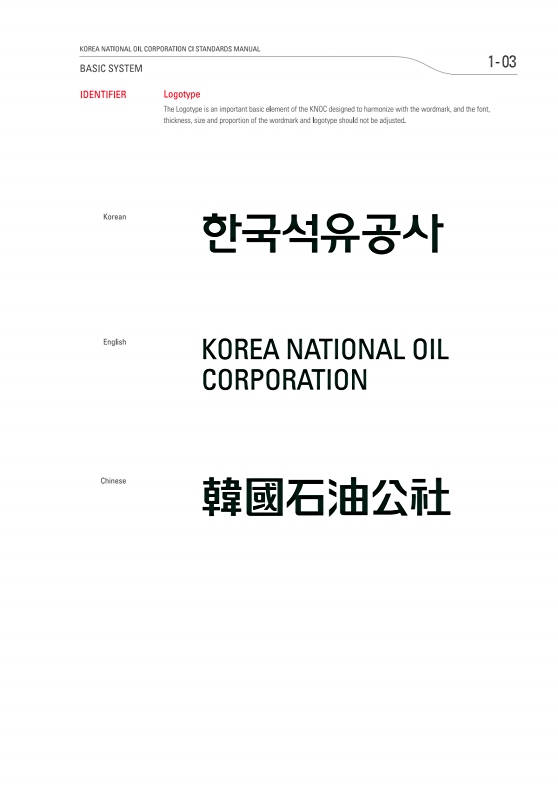 KOREA NATIONAL OIL CORPORATION CI STANDARDS MANUAL
1-03
BASIC SYSTEM
IDENTIFIER
Logotype
The Logotype is an important basic element of the KNOC designed to harmonize with the wordmark, and the font,
thickness, size and proportion of the wordmark and logotype should not be adjusted.
Korean
한국석유공사
English
KOREA NATIONAL OIL
CORPORATION
Chinese
韓國石油公社